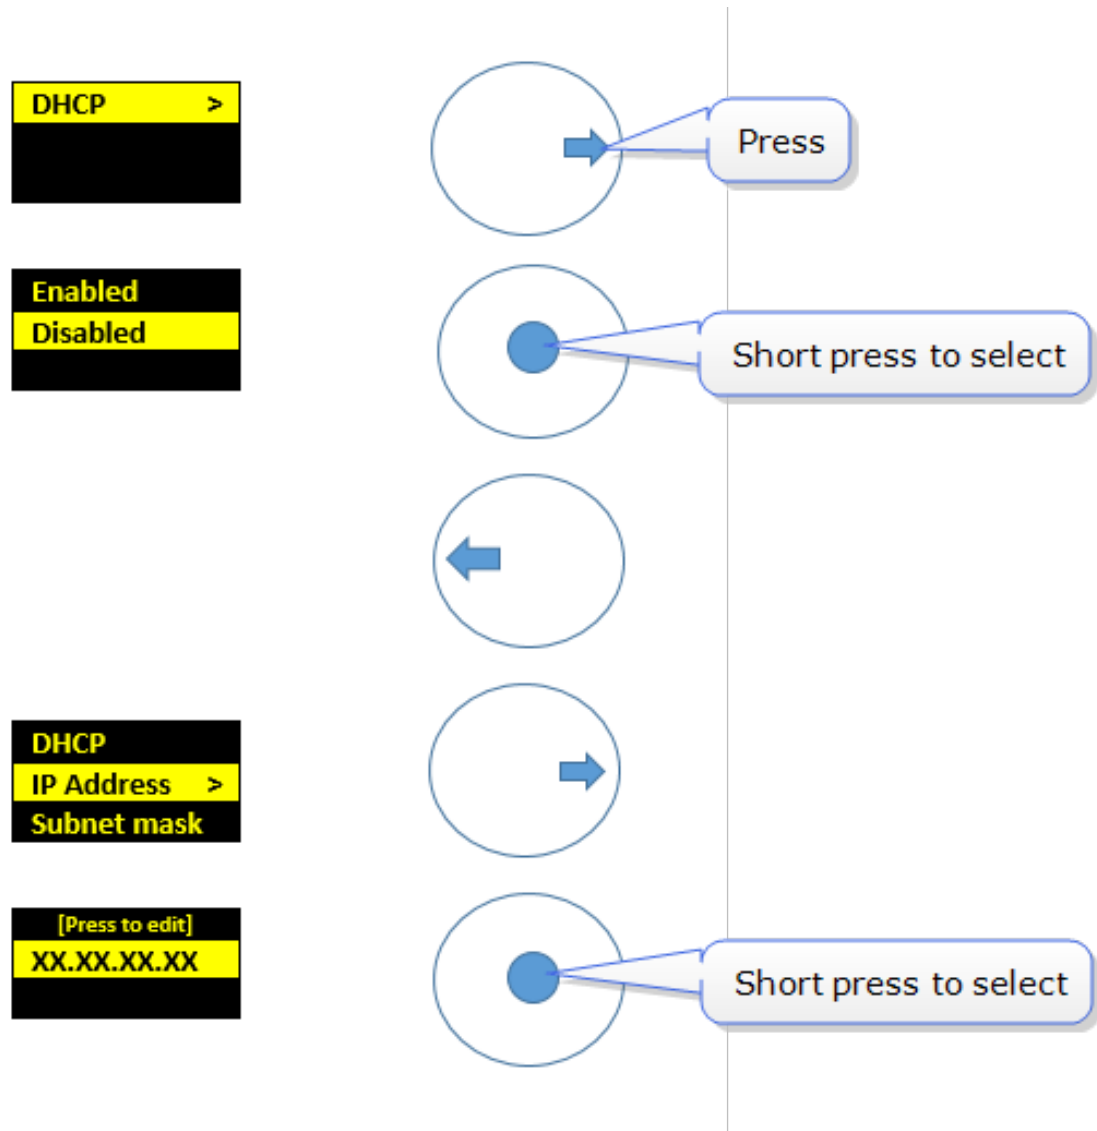 DHCP >
Press
Enabled
Disabled
Short press to select
DHCP
IP Address >
Subnet mask
[Press to edit]
XX.XX.XX.XX
Short press to select